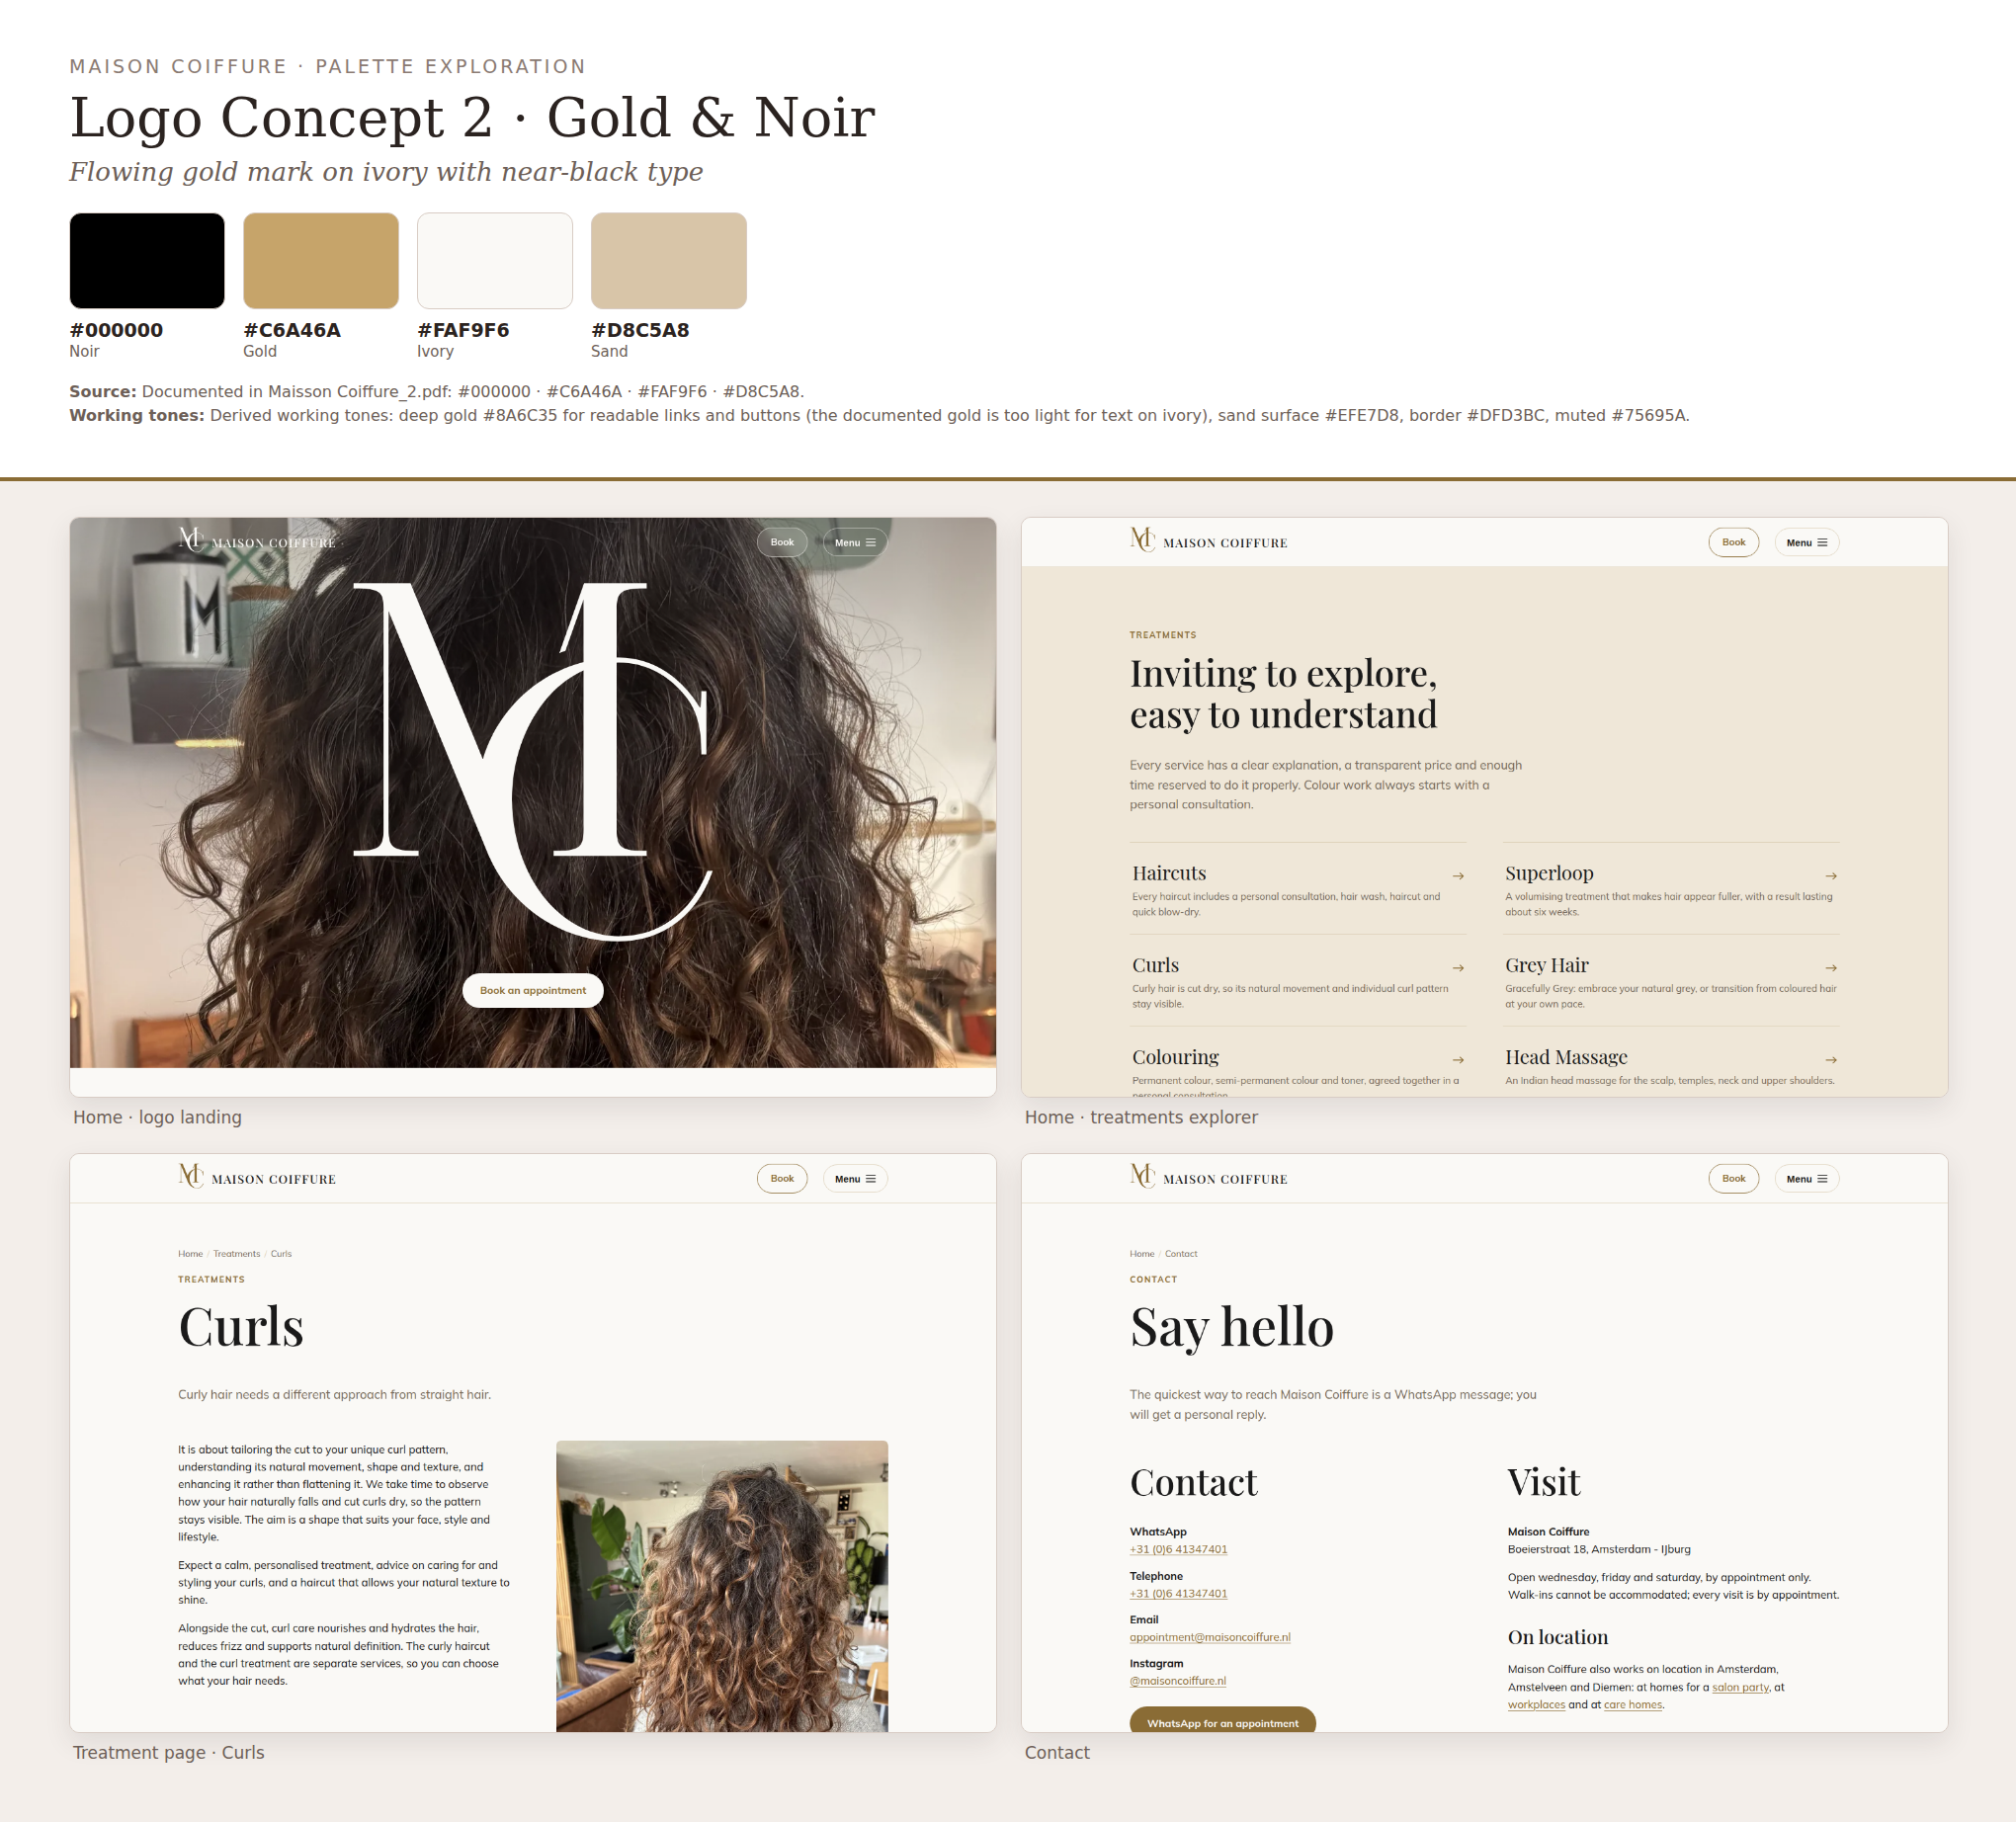 MAISON COIFFURE · PALETTE EXPLORATION
Logo Concept 2 · Gold & Noir
Flowing gold mark on ivory with near-black type
#000000
Noir
#C6A46A
Gold
#FAF9F6
Ivory
#D8C5A8
Sand
Source: Documented in Maisson Coiffure_2.pdf: #000000 · #C6A46A · #FAF9F6 · #D8C5A8.
Working tones: Derived working tones: deep gold #8A6C35 for readable links and buttons (the documented gold is too light for text on ivory), sand surface #EFE7D8, border #DFD3BC, muted #75695A.
MC MAISON COIFFURE
Book
Menu
M
MC
Book an appointment
Home · logo landing
MC MAISON COIFFURE
Book
Menu
TREATMENTS
Inviting to explore,
easy to understand
Every service has a clear explanation, a transparent price and enough
time reserved to do it properly. Colour work always starts with a
personal consultation.
Haircuts →
Every haircut includes a personal consultation, hair wash, haircut and
quick blow-dry.
Superloop →
A volumising treatment that makes hair appear fuller, with a result lasting
about six weeks.
Curls →
Curly hair is cut dry, so its natural movement and individual curl pattern
stay visible.
Grey Hair →
Gracefully Grey: embrace your natural grey, or transition from coloured hair
at your own pace.
Colouring →
Permanent colour, semi-permanent colour and toner, agreed together in a
personal consultation.
Head Massage →
An Indian head massage for the scalp, temples, neck and upper shoulders.
Home · treatments explorer
MC MAISON COIFFURE
Book
Menu
Home / Treatments / Curls
TREATMENTS
Curls
Curly hair needs a different approach from straight hair.
It is about tailoring the cut to your unique curl pattern,
understanding its natural movement, shape and texture, and
enhancing it rather than flattening it. We take time to observe
how your hair naturally falls and cut curls dry, so the pattern
stays visible. The aim is a shape that suits your face, style and
lifestyle.
Expect a calm, personalised treatment, advice on caring for and
styling your curls, and a haircut that allows your natural texture to
shine.
Alongside the cut, curl care nourishes and hydrates the hair,
reduces frizz and supports natural definition. The curly haircut
and the curl treatment are separate services, so you can choose
what your hair needs.
Treatment page · Curls
MC MAISON COIFFURE
Book
Menu
Home / Contact
CONTACT
Say hello
The quickest way to reach Maison Coiffure is a WhatsApp message; you
will get a personal reply.
Contact
WhatsApp
+31 (0)6 41347401
Telephone
+31 (0)6 41347401
Email
appointment@maisoncoiffure.nl
Instagram
@maisoncoiffure.nl
WhatsApp for an appointment
Visit
Maison Coiffure
Boeierstraat 18, Amsterdam - IJburg
Open wednesday, friday and saturday, by appointment only.
Walk-ins cannot be accommodated; every visit is by appointment.
On location
Maison Coiffure also works on location in Amsterdam,
Amstelveen and Diemen: at homes for a salon party, at
workplaces and at care homes.
Contact